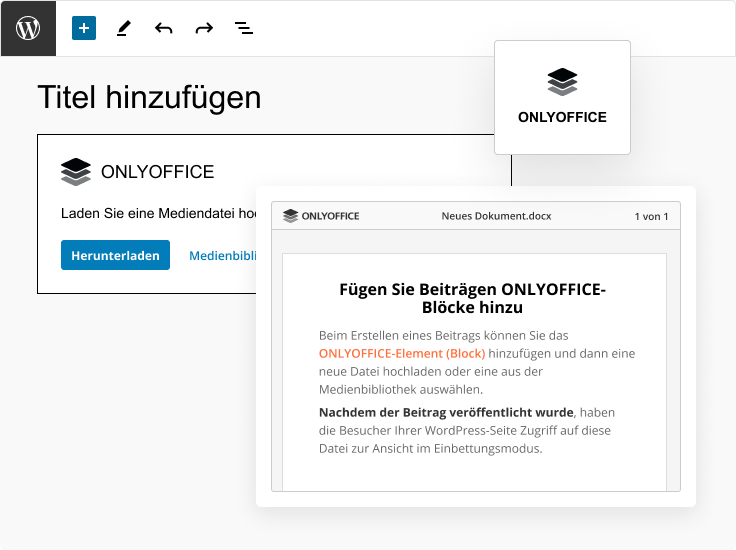 Titel hinzufügen
ONLYOFFICE
ONLYOFFICE
Laden Sie eine Mediendatei
Herunterladen
ONLYOFFICE Neues Dokument.docx 1 von 1
Fügen Sie Beiträgen ONLYOFFICE-
Blöcke hinzu
Beim Erstellen eines Beitrags können Sie das
ONLYOFFICE-Element (Block) hinzufügen und dann eine
neue Datei hochladen oder eine aus der
Medienbibliothek auswählen.
Nachdem der Beitrag veröffentlicht wurde, haben
die Besucher Ihrer WordPress-Seite Zugriff auf diese
Datei zur Ansicht im Einbettungsmodus.